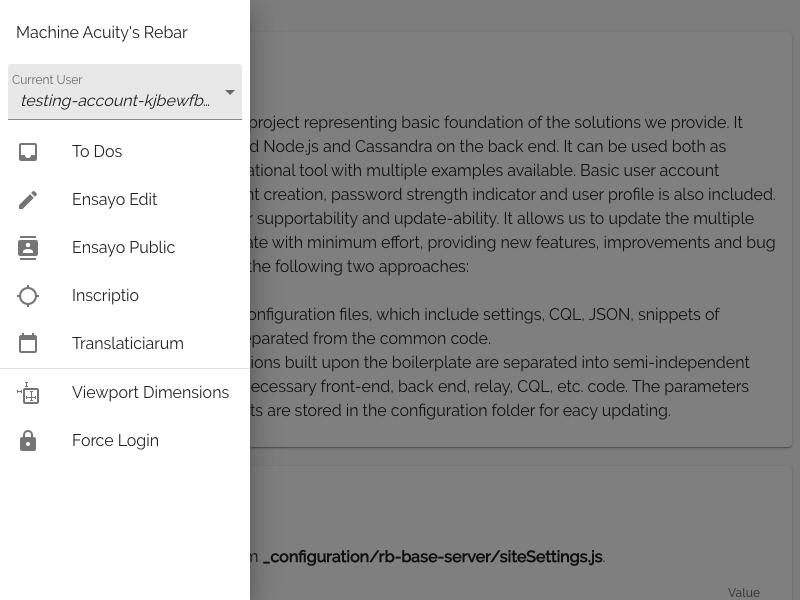 Machine Acuity's Rebar
Current User
testing-account-kjbewfb...
To Dos
Ensayo Edit
Ensayo Public
Inscriptio
Translaticiarum
Viewport Dimensions
Force Login
project representing basic foundation of the solutions we provide. It
d Node.js and Cassandra on the back end. It can be used both as
ational tool with multiple examples available. Basic user account
nt creation, password strength indicator and user profile is also included.
r supportability and update-ability. It allows us to update the multiple
ate with minimum effort, providing new features, improvements and bug
the following two approaches:
onfiguration files, which include settings, CQL, JSON, snippets of
eparated from the common code.
ions built upon the boilerplate are separated into semi-independent
ecessary front-end, back end, relay, CQL, etc. code. The parameters
ts are stored in the configuration folder for eacy updating.
m _configuration/rb-base-server/siteSettings.js.
Value